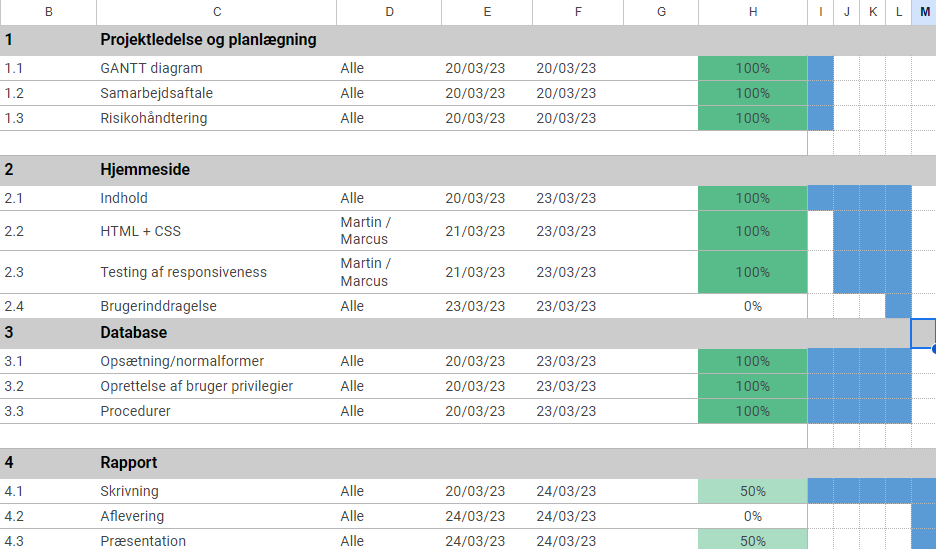 B C D E F G H I J K L M
1 Projektledelse og planlægning
1.1 GANTT diagram Alle 20/03/23 20/03/23 100%
1.2 Samarbejdsaftale Alle 20/03/23 20/03/23 100%
1.3 Risikohåndtering Alle 20/03/23 20/03/23 100%
2 Hjemmeside
2.1 Indhold Alle 20/03/23 23/03/23 100%
2.2 HTML + CSS Martin / Marcus 21/03/23 23/03/23 100%
2.3 Testing af responsiveness Martin / Marcus 21/03/23 23/03/23 100%
2.4 Brugerinddragelse Alle 23/03/23 23/03/23 0%
3 Database
3.1 Opsætning/normalformer Alle 20/03/23 23/03/23 100%
3.2 Oprettelse af bruger privilegier Alle 20/03/23 23/03/23 100%
3.3 Procedurer Alle 20/03/23 23/03/23 100%
4 Rapport
4.1 Skrivning Alle 20/03/23 24/03/23 50%
4.2 Aflevering Alle 24/03/23 24/03/23 0%
4.3 Præsentation Alle 24/03/23 24/03/23 50%